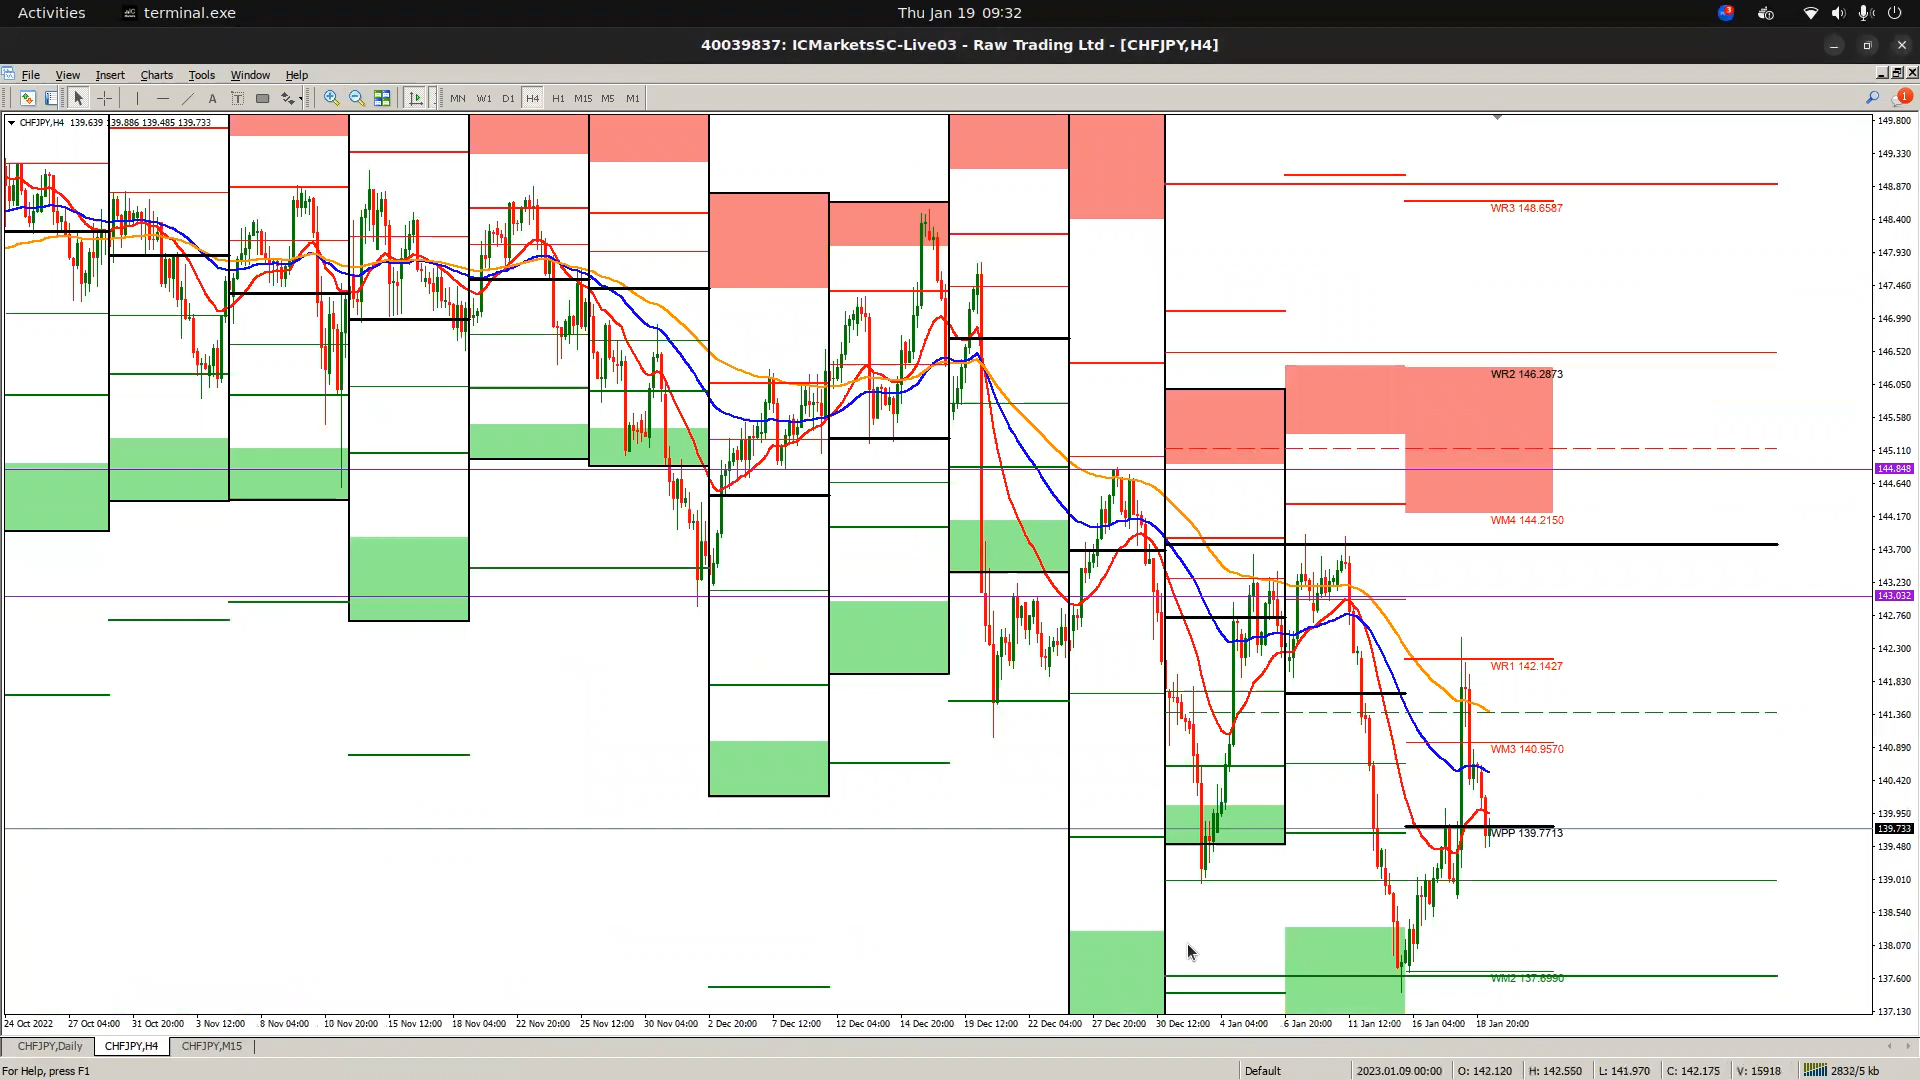 Activities terminal.exe Thu Jan 19 09:32 3
40039837: ICMarketsSC-Live03 - Raw Trading Ltd - [CHFJPY,H4]
File View Insert Charts Tools Window Help
A T MN W1 D1 H4 H1 M15 M5 M1 1
CHFJPY,H4 139.639 139.886 139.485 139.733
149.800
149.330
148.870
WR3 148.6587
148.400
147.930
147.460
146.990
146.520
WR2 146.2873
146.050
145.580
145.110
144.848
144.640
WM4 144.2150
144.170
143.700
143.230
143.032
142.760
142.300
WR1 142.1427
141.830
141.360
WM3 140.9570
140.890
140.420
139.950
139.733
WPP 139.7713
139.480
139.010
138.540
138.070
WM2 137.6990
137.600
137.130
24 Oct 2022 27 Oct 04:00 31 Oct 20:00 3 Nov 12:00 8 Nov 04:00 10 Nov 20:00 15 Nov 12:00 18 Nov 04:00 22 Nov 20:00 25 Nov 12:00 30 Nov 04:00 2 Dec 20:00 7 Dec 12:00 12 Dec 04:00 14 Dec 20:00 19 Dec 12:00 22 Dec 04:00 27 Dec 20:00 30 Dec 12:00 4 Jan 04:00 6 Jan 20:00 11 Jan 12:00 16 Jan 04:00 18 Jan 20:00
CHFJPY,Daily CHFJPY,H4 CHFJPY,M15
For Help, press F1 Default 2023.01.09 00:00 O: 142.120 H: 142.550 L: 141.970 C: 142.175 V: 15918 2832/5 kb